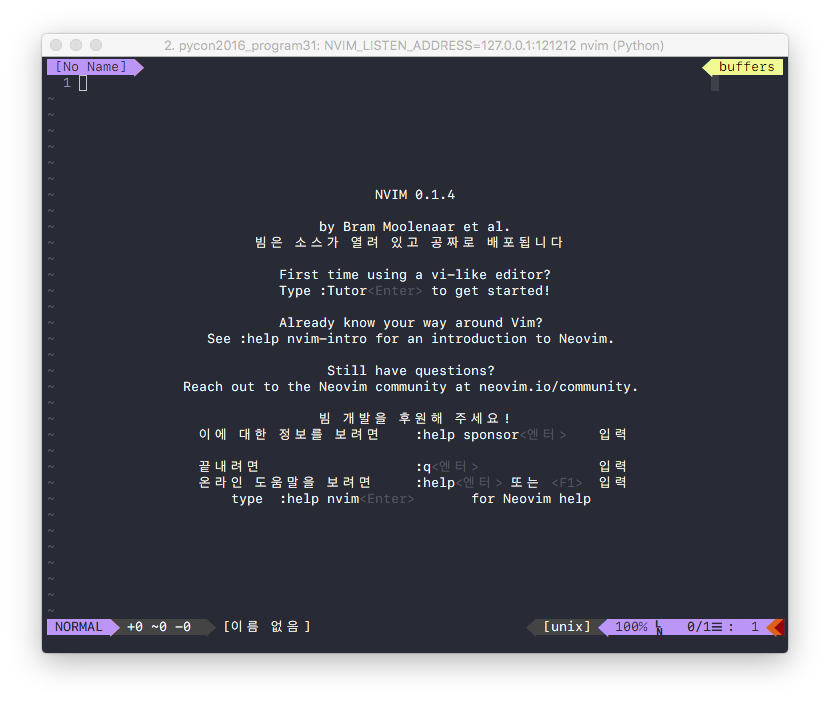 2. pycon2016_program31: NVIM_LISTEN_ADDRESS=127.0.0.1:121212 nvim (Python)
[No Name] buffers
1
~
~
~
~
~
~
NVIM 0.1.4
~
by Bram Moolenaar et al.
빔은 소스가 열려 있고 공짜로 배포됩니다
~
First time using a vi-like editor?
Type :Tutor<Enter> to get started!
~
Already know your way around Vim?
See :help nvim-intro for an introduction to Neovim.
~
Still have questions?
Reach out to the Neovim community at neovim.io/community.
~
빔 개발을 후원해 주세요!
이에 대한 정보를 보려면 :help sponsor<엔터> 입력
~
끝내려면 :q<엔터> 입력
온라인 도움말을 보려면 :help<엔터> 또는 <F1> 입력
type :help nvim<Enter> for Neovim help
~
~
~
~
~
~
~
NORMAL +0 ~0 -0 [이름 없음] [unix] 100% LN 0/1☰: 1